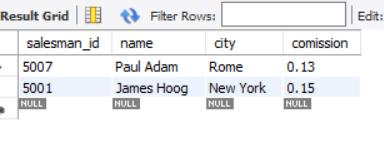 Result Grid Filter Rows: Edit:
salesman_id name city comission
5007 Paul Adam Rome 0.13
5001 James Hoog New York 0.15
NULL NULL NULL NULL